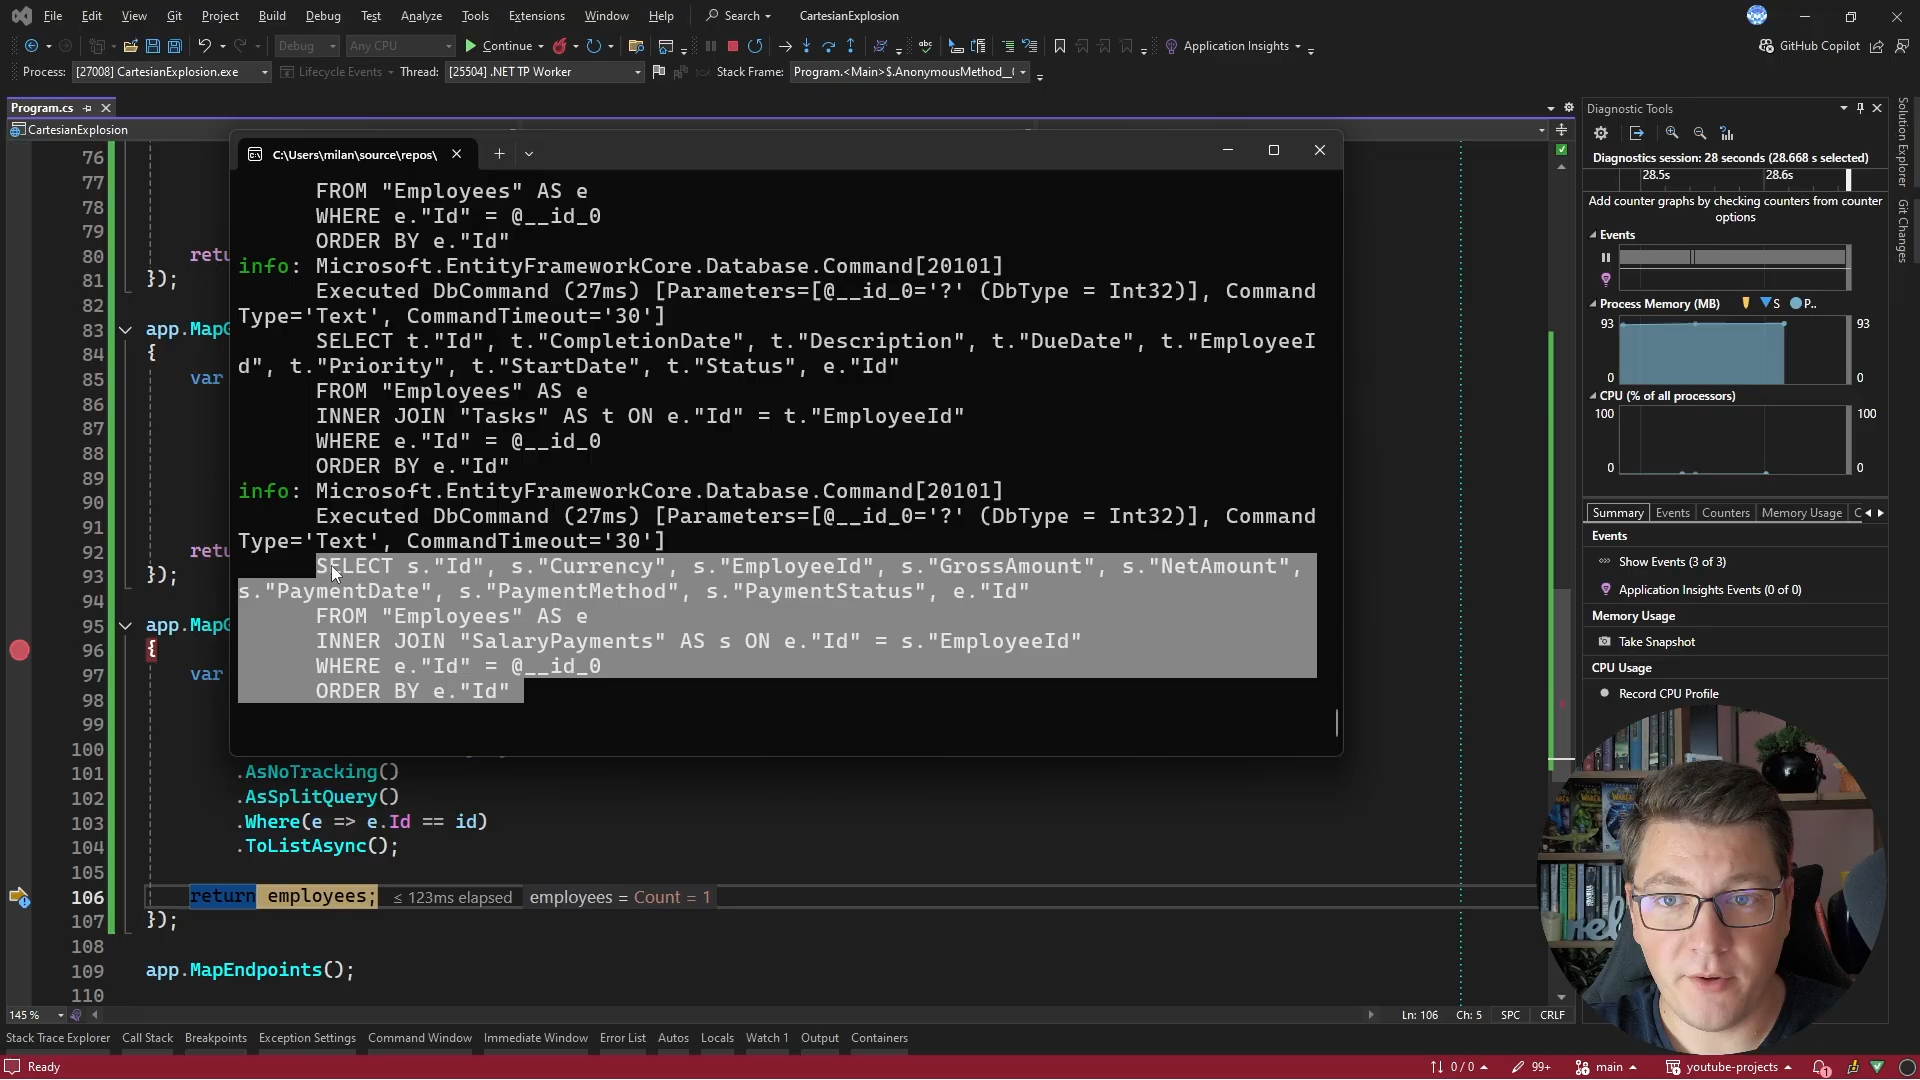 File Edit View Git Project Build Debug Test Analyze Tools Extensions Window Help Search CartesianExplosion
Debug Any CPU Continue Application Insights GitHub Copilot
Process: [27008] CartesianExplosion.exe Lifecycle Events Thread: [25504] .NET TP Worker Stack Frame: Program.<Main>$.AnonymousMethod__(
Program.cs
CartesianExplosion
C:\Users\milan\source\repos\
FROM "Employees" AS e
WHERE e."Id" = @__id_0
ORDER BY e."Id"
info: Microsoft.EntityFrameworkCore.Database.Command[20101]
Executed DbCommand (27ms) [Parameters=[@__id_0='?' (DbType = Int32)], Command
Type='Text', CommandTimeout='30']
SELECT t."Id", t."CompletionDate", t."Description", t."DueDate", t."EmployeeI
d", t."Priority", t."StartDate", t."Status", e."Id"
FROM "Employees" AS e
INNER JOIN "Tasks" AS t ON e."Id" = t."EmployeeId"
WHERE e."Id" = @__id_0
ORDER BY e."Id"
info: Microsoft.EntityFrameworkCore.Database.Command[20101]
Executed DbCommand (27ms) [Parameters=[@__id_0='?' (DbType = Int32)], Command
Type='Text', CommandTimeout='30']
SELECT s."Id", s."Currency", s."EmployeeId", s."GrossAmount", s."NetAmount",
s."PaymentDate", s."PaymentMethod", s."PaymentStatus", e."Id"
FROM "Employees" AS e
INNER JOIN "SalaryPayments" AS s ON e."Id" = s."EmployeeId"
WHERE e."Id" = @__id_0
ORDER BY e."Id"
76
77
78
79
80 retu
81 });
82
83 app.MapG
84 {
85 var
86
87
88
89
90
91
92 retu
93 });
94
95 app.MapG
96 {
97 var
98
99
100
101 .AsNoTracking()
102 .AsSplitQuery()
103 .Where(e => e.Id == id)
104 .ToListAsync();
105
106 return employees; ≤ 123ms elapsed employees = Count = 1
107 });
108
109 app.MapEndpoints();
110
Diagnostic Tools
Diagnostics session: 28 seconds (28.668 s selected)
28.5s 28.6s
Add counter graphs by checking counters from counter
options
Events
Process Memory (MB) S P..
93 93
0 0
CPU (% of all processors)
100 100
0 0
Summary Events Counters Memory Usage C
Events
Show Events (3 of 3)
Application Insights Events (0 of 0)
Memory Usage
Take Snapshot
CPU Usage
Record CPU Profile
Solution Explorer
Git Changes
145 % Ln: 106 Ch: 5 SPC CRLF
Stack Trace Explorer Call Stack Breakpoints Exception Settings Command Window Immediate Window Error List Autos Locals Watch 1 Output Containers
Ready 0 / 0 99+ main youtube-projects 1